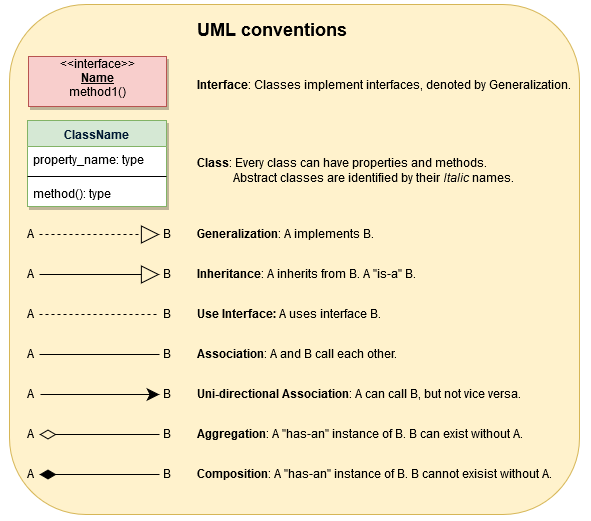 UML conventions
<<interface>>
Name
method1()
Interface: Classes implement interfaces, denoted by Generalization.
ClassName
property_name: type
method(): type
Class: Every class can have properties and methods.
Abstract classes are identified by their Italic names.
A B Generalization: A implements B.
A B Inheritance: A inherits from B. A "is-a" B.
A B Use Interface: A uses interface B.
A B Association: A and B call each other.
A B Uni-directional Association: A can call B, but not vice versa.
A B Aggregation: A "has-an" instance of B. B can exist without A.
A B Composition: A "has-an" instance of B. B cannot exisist without A.